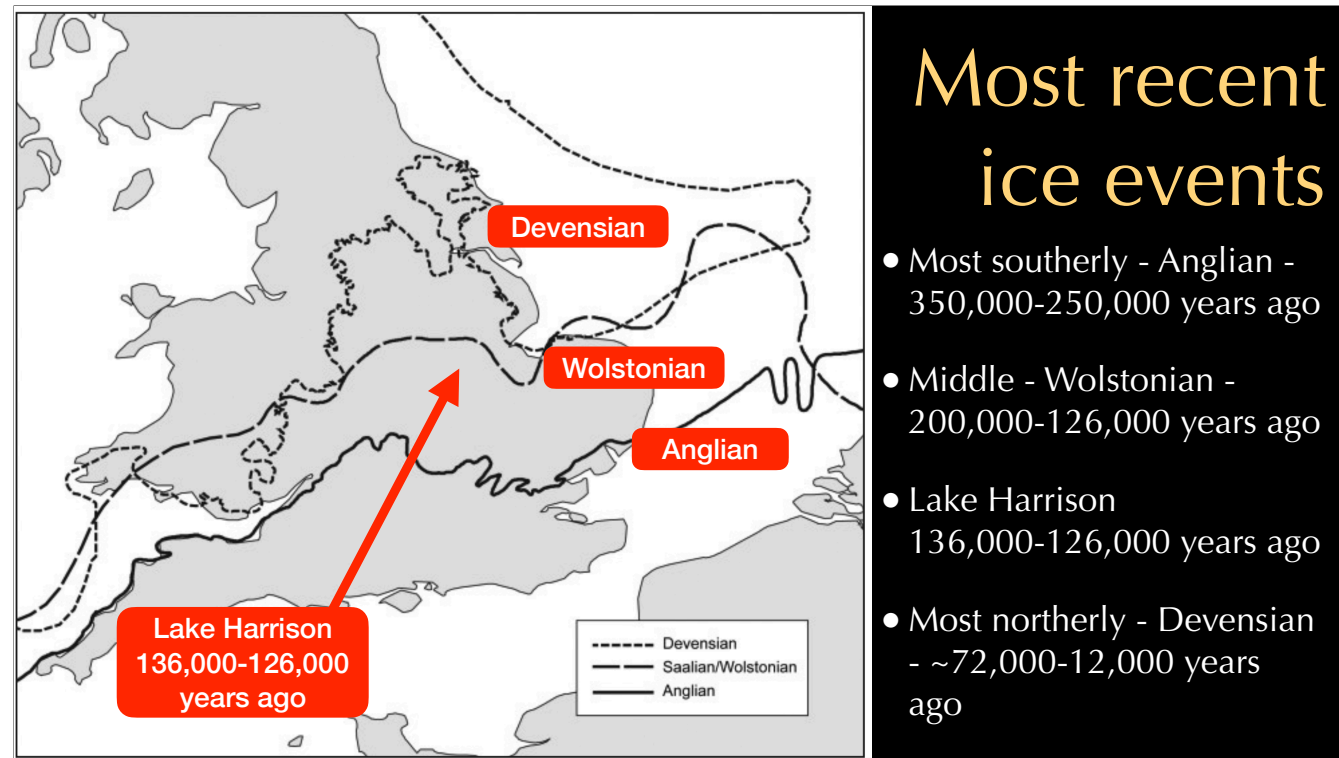 Devensian
Wolstonian
Anglian
Lake Harrison
136,000-126,000
years ago
Devensian
Saalian/Wolstonian
Anglian
Most recent
ice events
• Most southerly - Anglian -
350,000-250,000 years ago
• Middle - Wolstonian -
200,000-126,000 years ago
• Lake Harrison
136,000-126,000 years ago
• Most northerly - Devensian
- ~72,000-12,000 years
ago